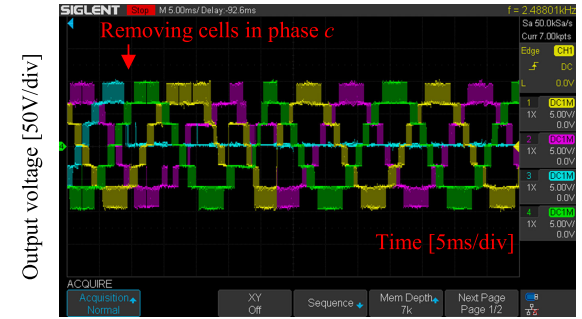 SIGLENT Stop M 5.00ms/ Delay:-92.6ms f = 2.48801kHz
Sa 50.0kSa/s
Curr 7.00kpts
Removing cells in phase c
Edge CH1
DC
L 0.0V
1 DC1M
1X 5.00V/
0.0V
2 DC1M
1X 5.00V/
0.0V
3 DC1M
1X 5.00V/
0.0V
4 DC1M
1X 5.00V/
0.0V
Output voltage [50V/div]
Time [5ms/div]
ACQUIRE
Acquisition
Normal
XY
Off
Sequence
Mem Depth
7k
Next Page
Page 1/2